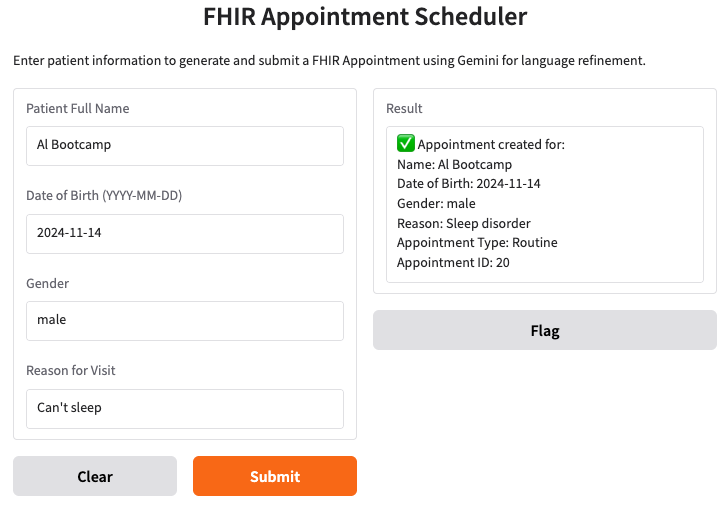 FHIR Appointment Scheduler
Enter patient information to generate and submit a FHIR Appointment using Gemini for language refinement.
Patient Full Name
Al Bootcamp
Date of Birth (YYYY-MM-DD)
2024-11-14
Gender
male
Reason for Visit
Can't sleep
Clear
Submit
Result
✅ Appointment created for:
Name: Al Bootcamp
Date of Birth: 2024-11-14
Gender: male
Reason: Sleep disorder
Appointment Type: Routine
Appointment ID: 20
Flag